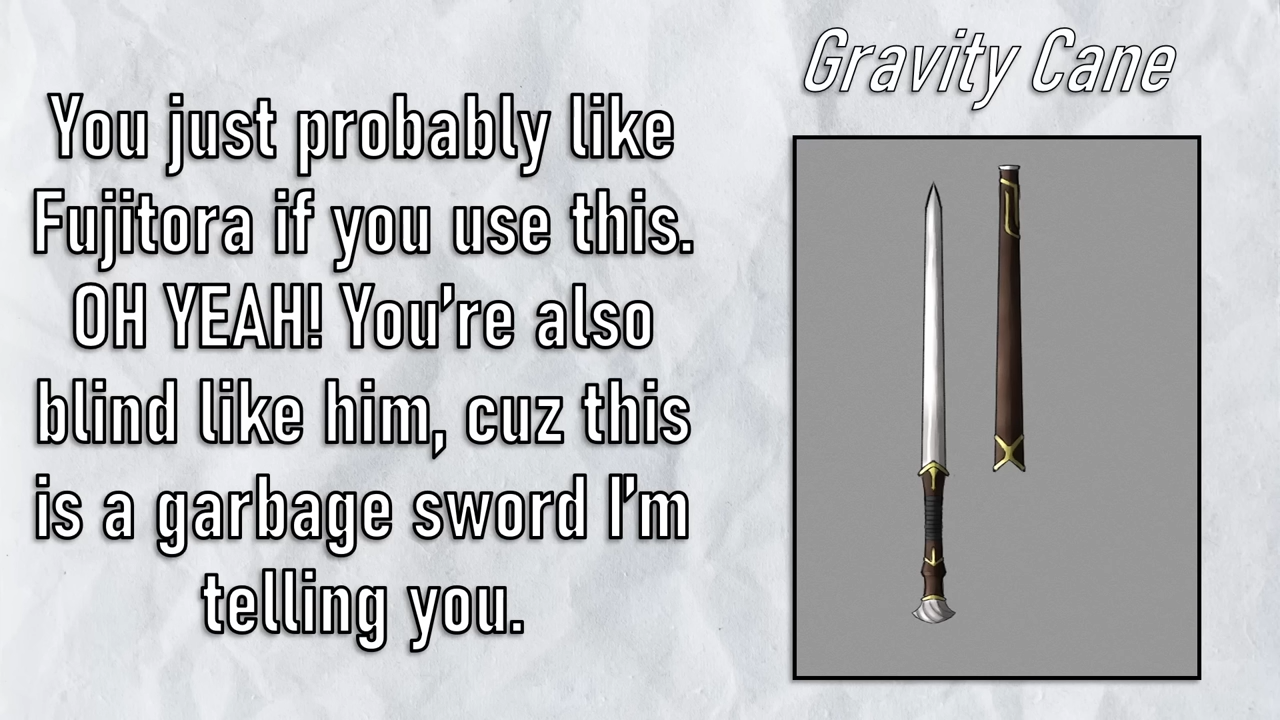 Gravity Cane
You just probably like
Fujitora if you use this.
OH YEAH! You're also
blind like him, cuz this
is a garbage sword I'm
telling you.